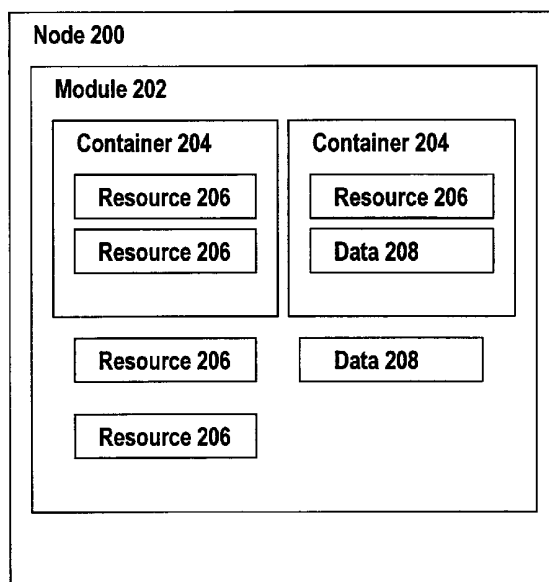 Node 200
Module 202
Container 204
Resource 206
Resource 206
Container 204
Resource 206
Data 208
Resource 206
Data 208
Resource 206